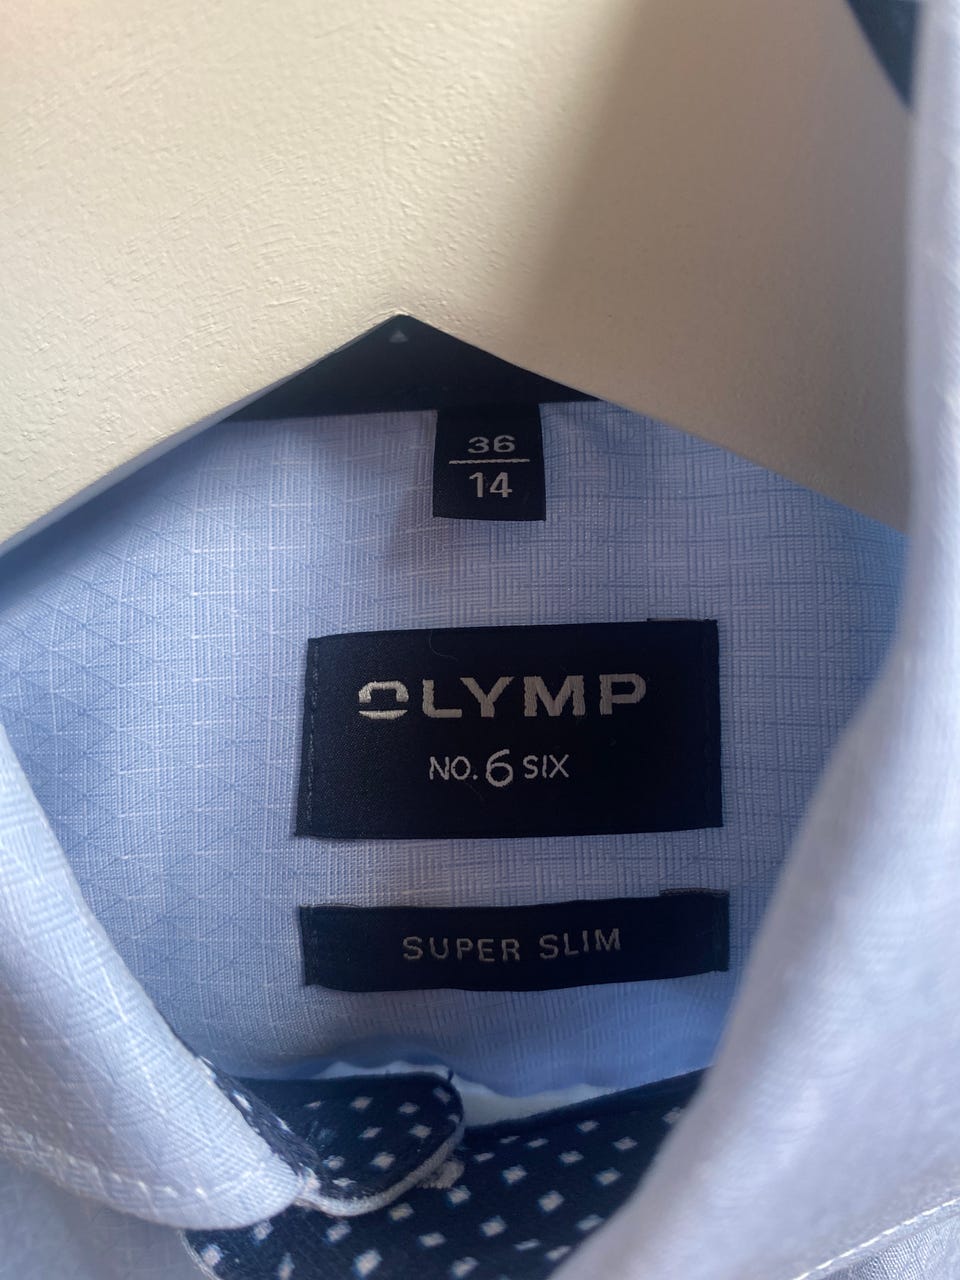 36
14
OLYMP
NO. 6 SIX
SUPER SLIM